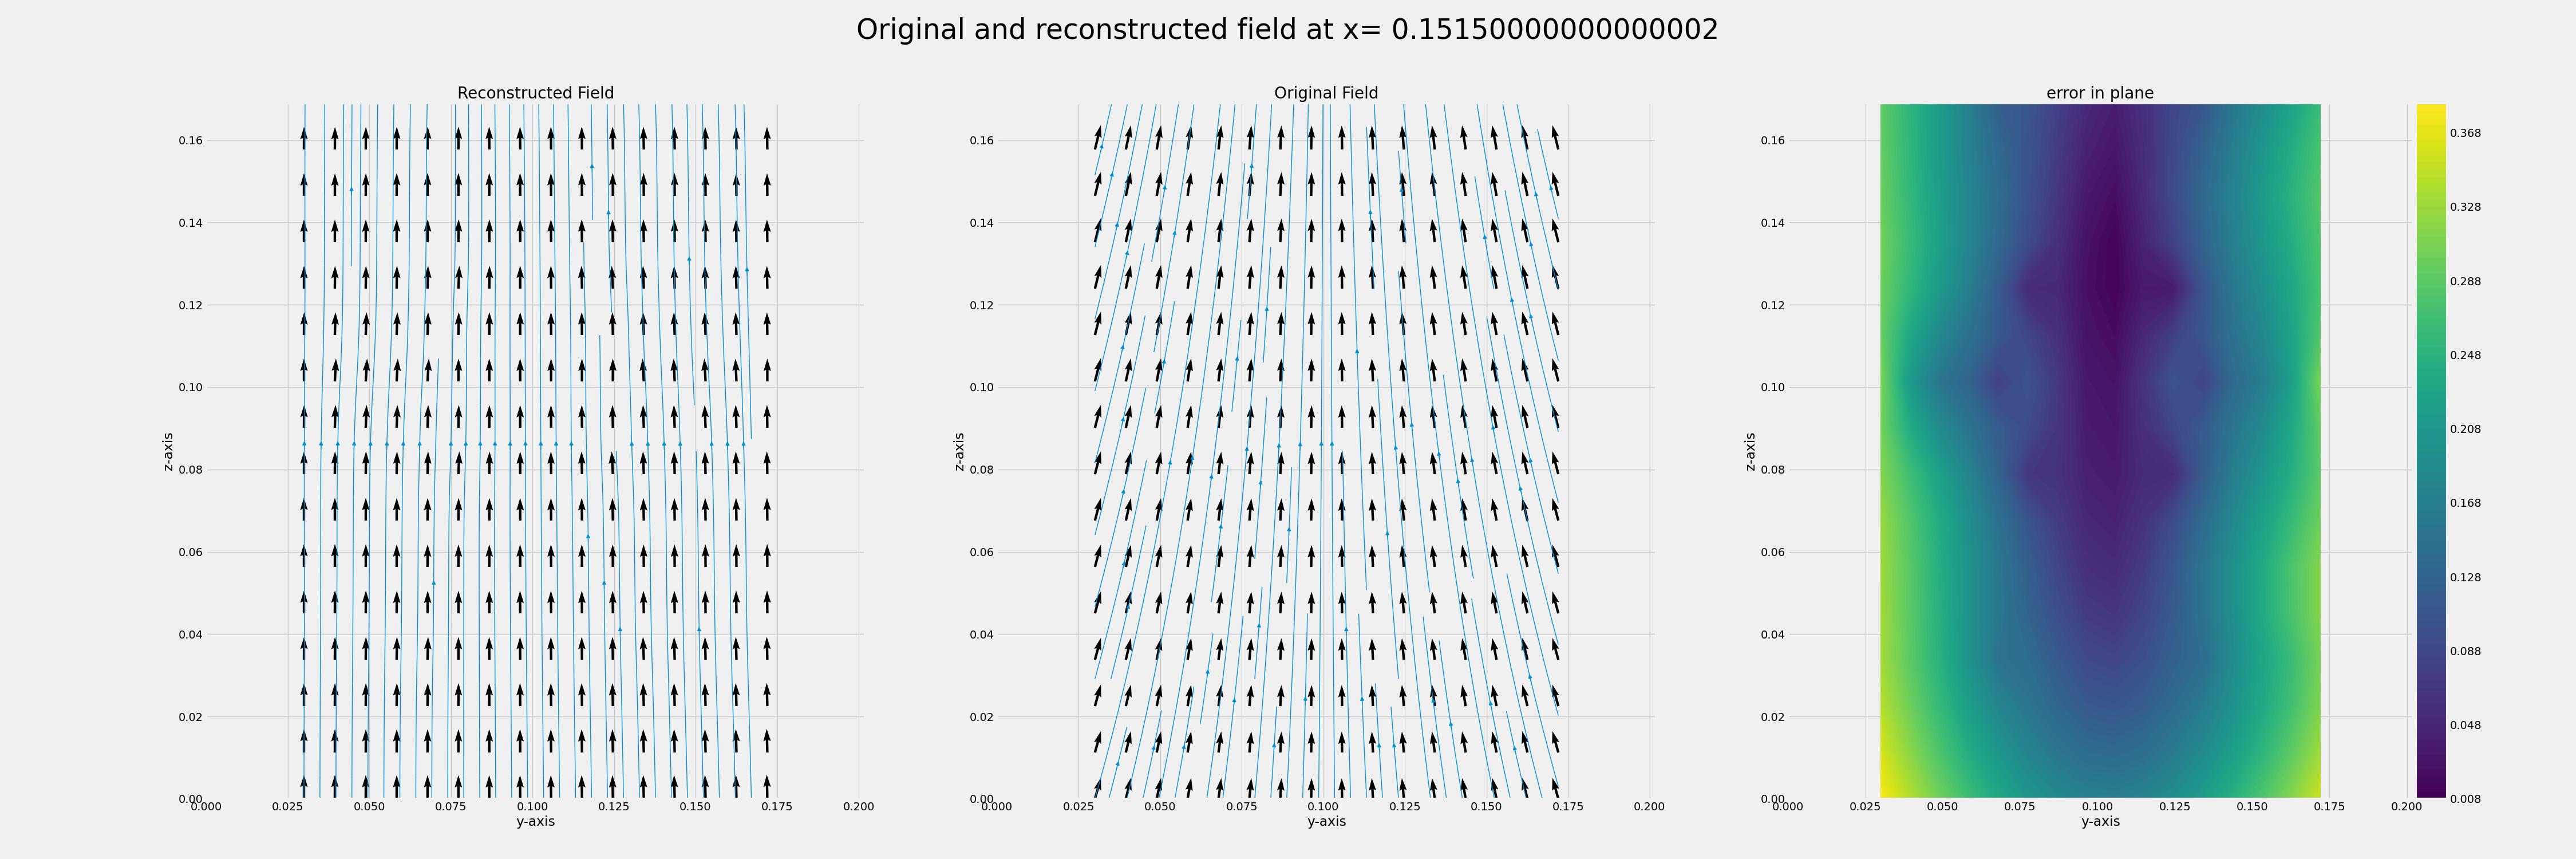 Original and reconstructed field at x= 0.15150000000000002
Reconstructed Field
0.16
0.14
0.12
0.10
0.08
0.06
0.04
0.02
0.00
z-axis
0.000 0.025 0.050 0.075 0.100 0.125 0.150 0.175 0.200
y-axis
Original Field
0.16
0.14
0.12
0.10
0.08
0.06
0.04
0.02
0.00
z-axis
0.000 0.025 0.050 0.075 0.100 0.125 0.150 0.175 0.200
y-axis
error in plane
0.16
0.14
0.12
0.10
0.08
0.06
0.04
0.02
0.00
z-axis
0.000 0.025 0.050 0.075 0.100 0.125 0.150 0.175 0.200
y-axis
0.368
0.328
0.288
0.248
0.208
0.168
0.128
0.088
0.048
0.008